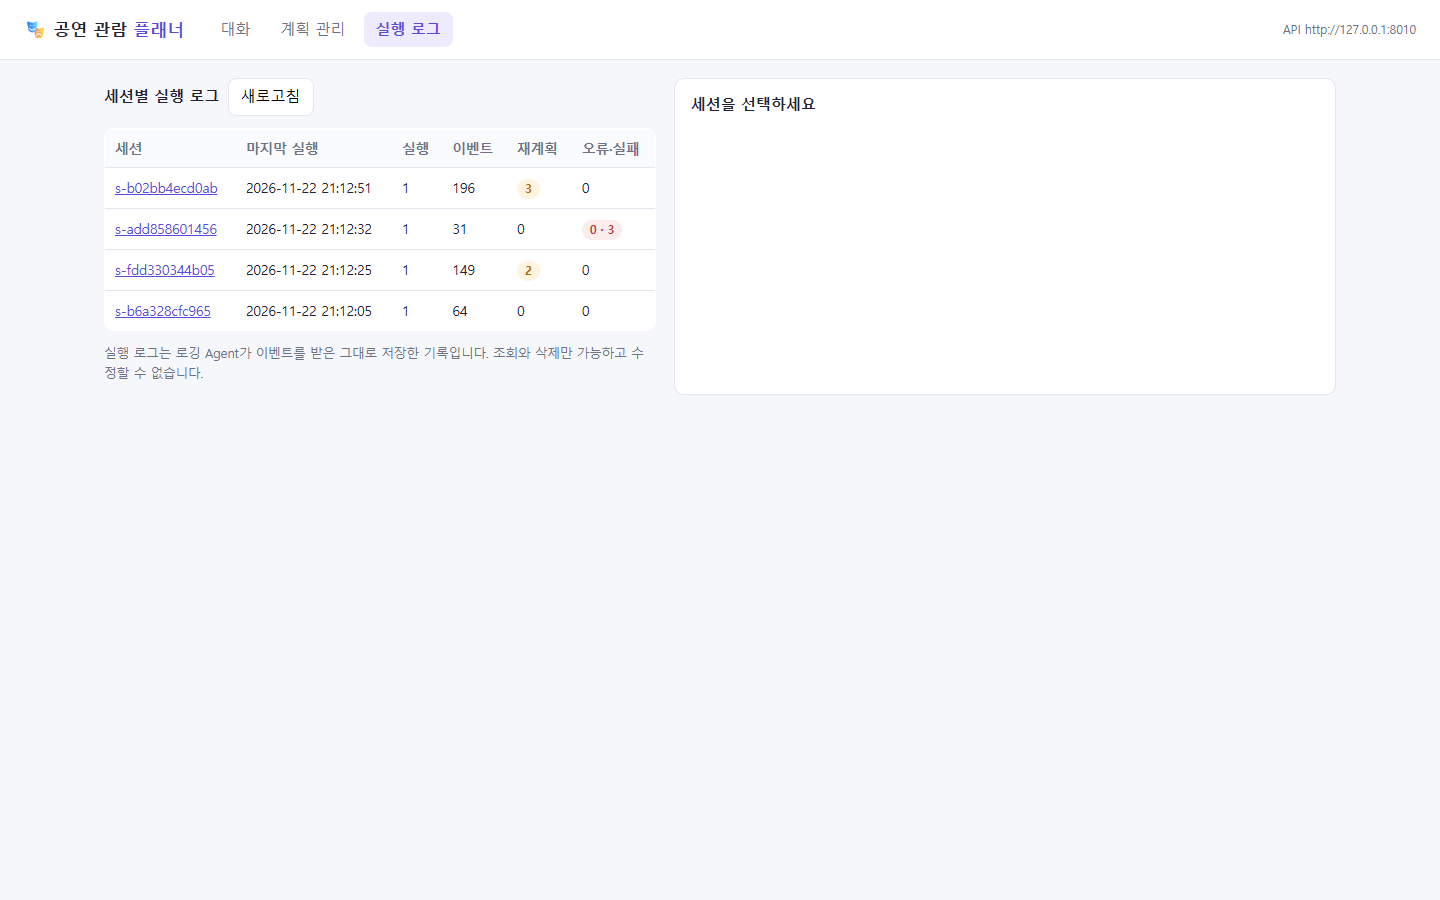 공연 관람 플래너 대화 계획 관리 실행 로그 API http://127.0.0.1:8010
세션별 실행 로그 새로고침
세션 마지막 실행 실행 이벤트 재계획 오류·실패
s-b02bb4ecd0ab 2026-11-22 21:12:51 1 196 3 0
s-add858601456 2026-11-22 21:12:32 1 31 0 0 · 3
s-fdd330344b05 2026-11-22 21:12:25 1 149 2 0
s-b6a328cfc965 2026-11-22 21:12:05 1 64 0 0
실행 로그는 로깅 Agent가 이벤트를 받은 그대로 저장한 기록입니다. 조회와 삭제만 가능하고 수
정할 수 없습니다.
세션을 선택하세요